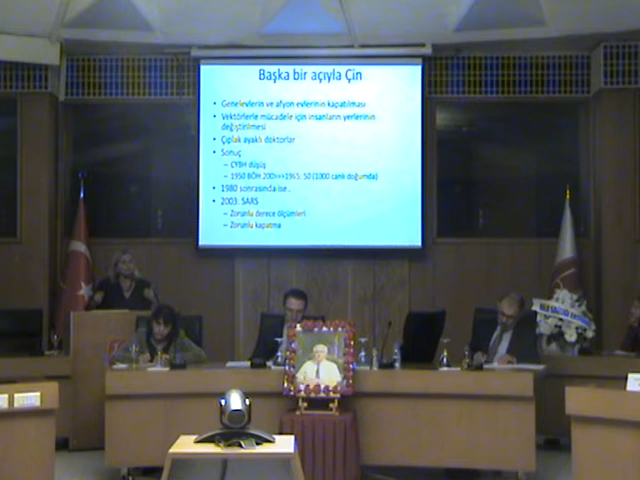 Başka bir açıyla Çin
• Genelevlerin ve afyon evlerinin kapatılması
• Vektörlerle mücadele için insanların yerlerinin
değiştirilmesi
• Çıplak ayaklı doktorlar
• Sonuç
– CYBH düşüş
– 1950 BÖH 200>>>1965: 50 (1000 canlı doğumda)
• 1980 sonrasında ise..
• 2003: SARS
– Zorunlu derece ölçümleri
– Zorunlu kapatma